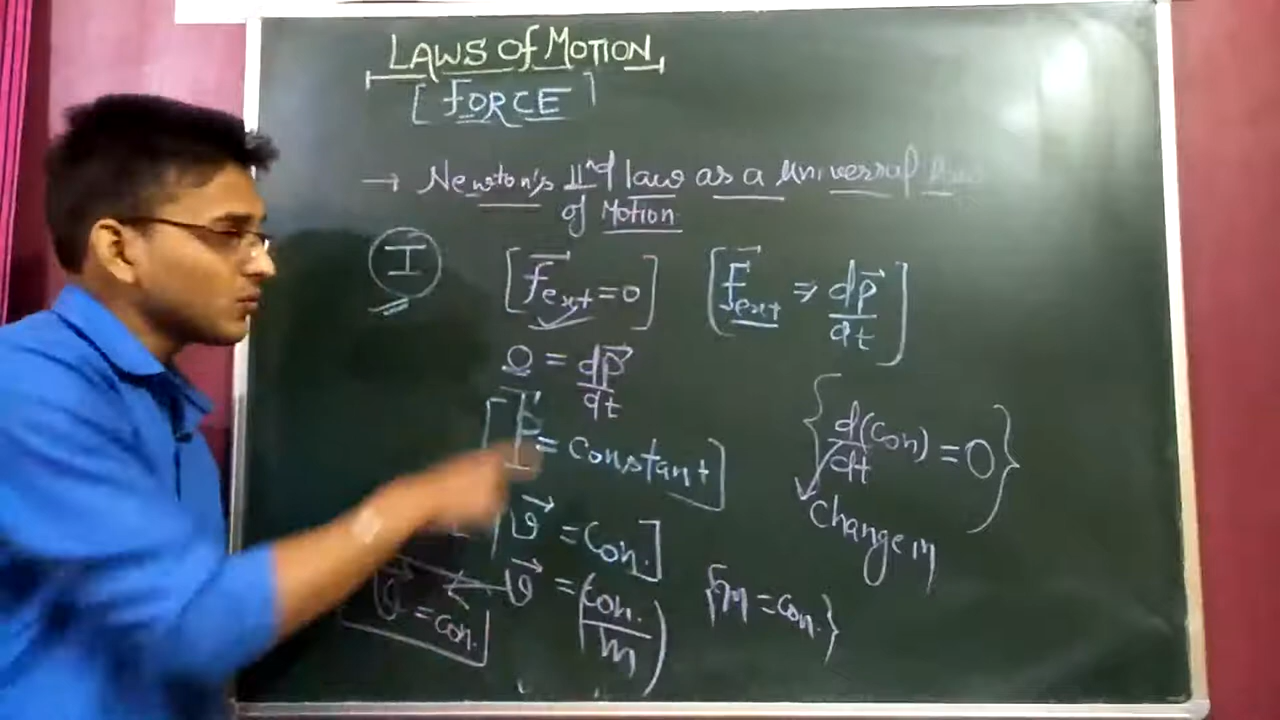 LAWS OF MOTION
[ FORCE ]
→ Newton's IInd law as a universal
of Motion
I
[F⃗ext = 0] [F⃗ext ⇒ dp⃗/dt]
0 = dp⃗/dt
[p⃗ = Constant] {d/dt (Con) = 0}
Change in
v⃗ = Con.]
v⃗ = Con. ← v⃗ = (Con./m) {m = Con.}